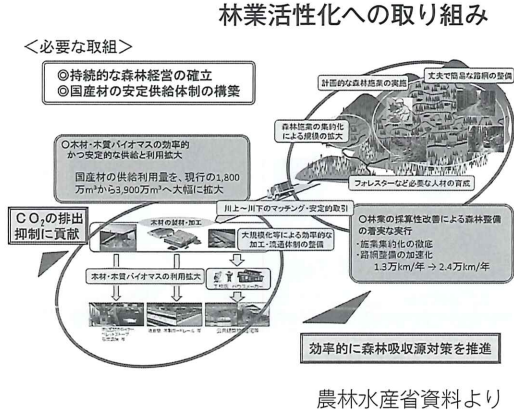 林業活性化への取り組み
＜必要な取組＞
◎持続的な森林経営の確立
◎国産材の安定供給体制の構築
計画的な森林施業の実施
丈夫で簡易な路網の整備
森林施業の集約化
による規模の拡大
フォレスターなど必要な人材の育成
○木材・木質バイオマスの効率的
かつ安定的な供給と利用拡大
国産材の供給利用量を、現行の1,800
万m³から3,900万m³へ大幅に拡大
川上～川下のマッチング・安定的取引
CO₂の排出
抑制に貢献
木材の製材・加工
大規模化等による効率的な
加工・流通体制の整備
○林業の採算性改善による森林整備
の着実な実行
・施業集約化の徹底
・路網整備の加速化
1.3万km/年 → 2.4万km/年
木材・木質バイオマスの利用拡大
工務店
ハウスメーカー
効率的に森林吸収源対策を推進
農林水産省資料より